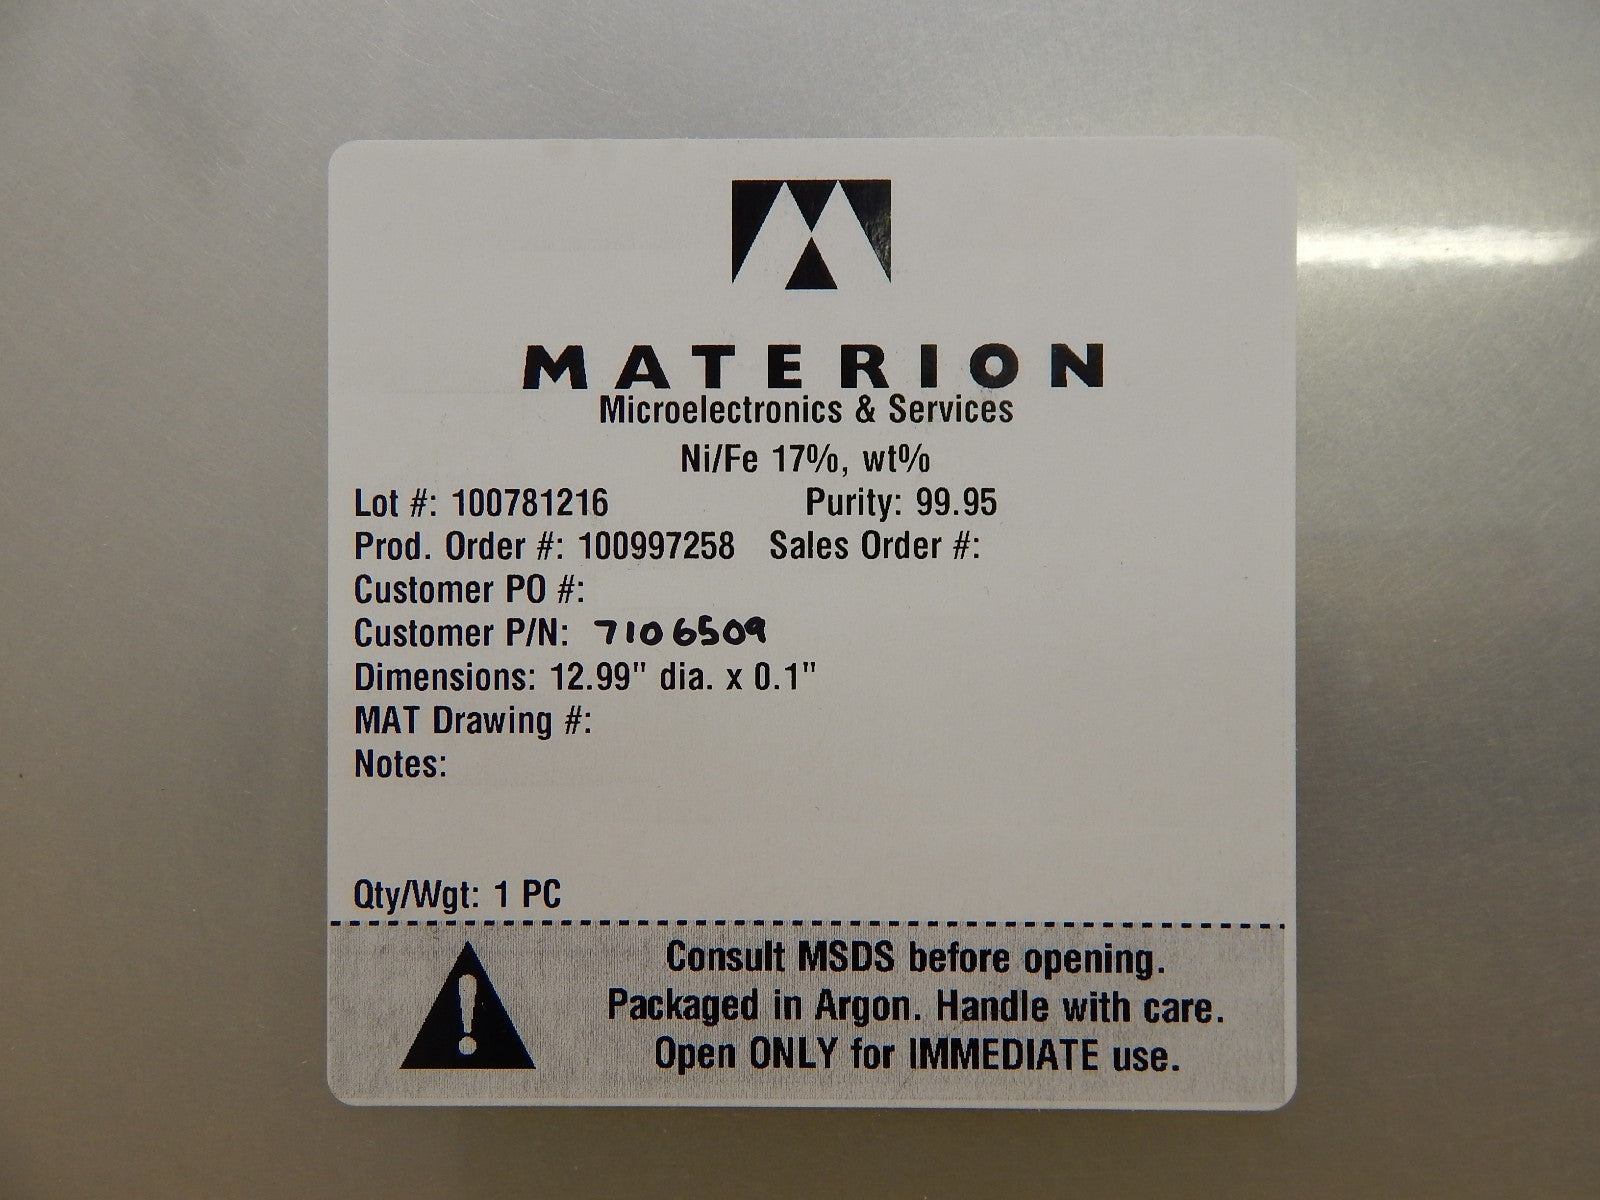 MATERION
Microelectronics & Services
Ni/Fe 17%, wt%
Lot #: 100781216 Purity: 99.95
Prod. Order #: 100997258 Sales Order #:
Customer PO #:
Customer P/N: 7106509
Dimensions: 12.99" dia. x 0.1"
MAT Drawing #:
Notes:
Qty/Wgt: 1 PC
Consult MSDS before opening.
Packaged in Argon. Handle with care.
Open ONLY for IMMEDIATE use.